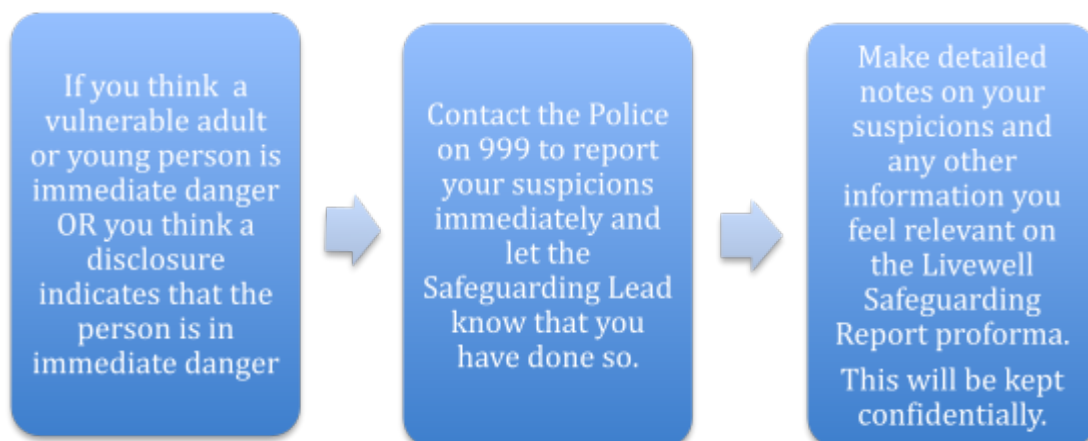 If you think a
vulnerable adult
or young person is
immediate danger
OR you think a
disclosure
indicates that the
person is in
immediate danger
Contact the Police
on 999 to report
your suspicions
immediately and
let the
Safeguarding Lead
know that you
have done so.
Make detailed
notes on your
suspicions and
any other
information you
feel relevant on
the Livewell
Safeguarding
Report proforma.
This will be kept
confidentially.